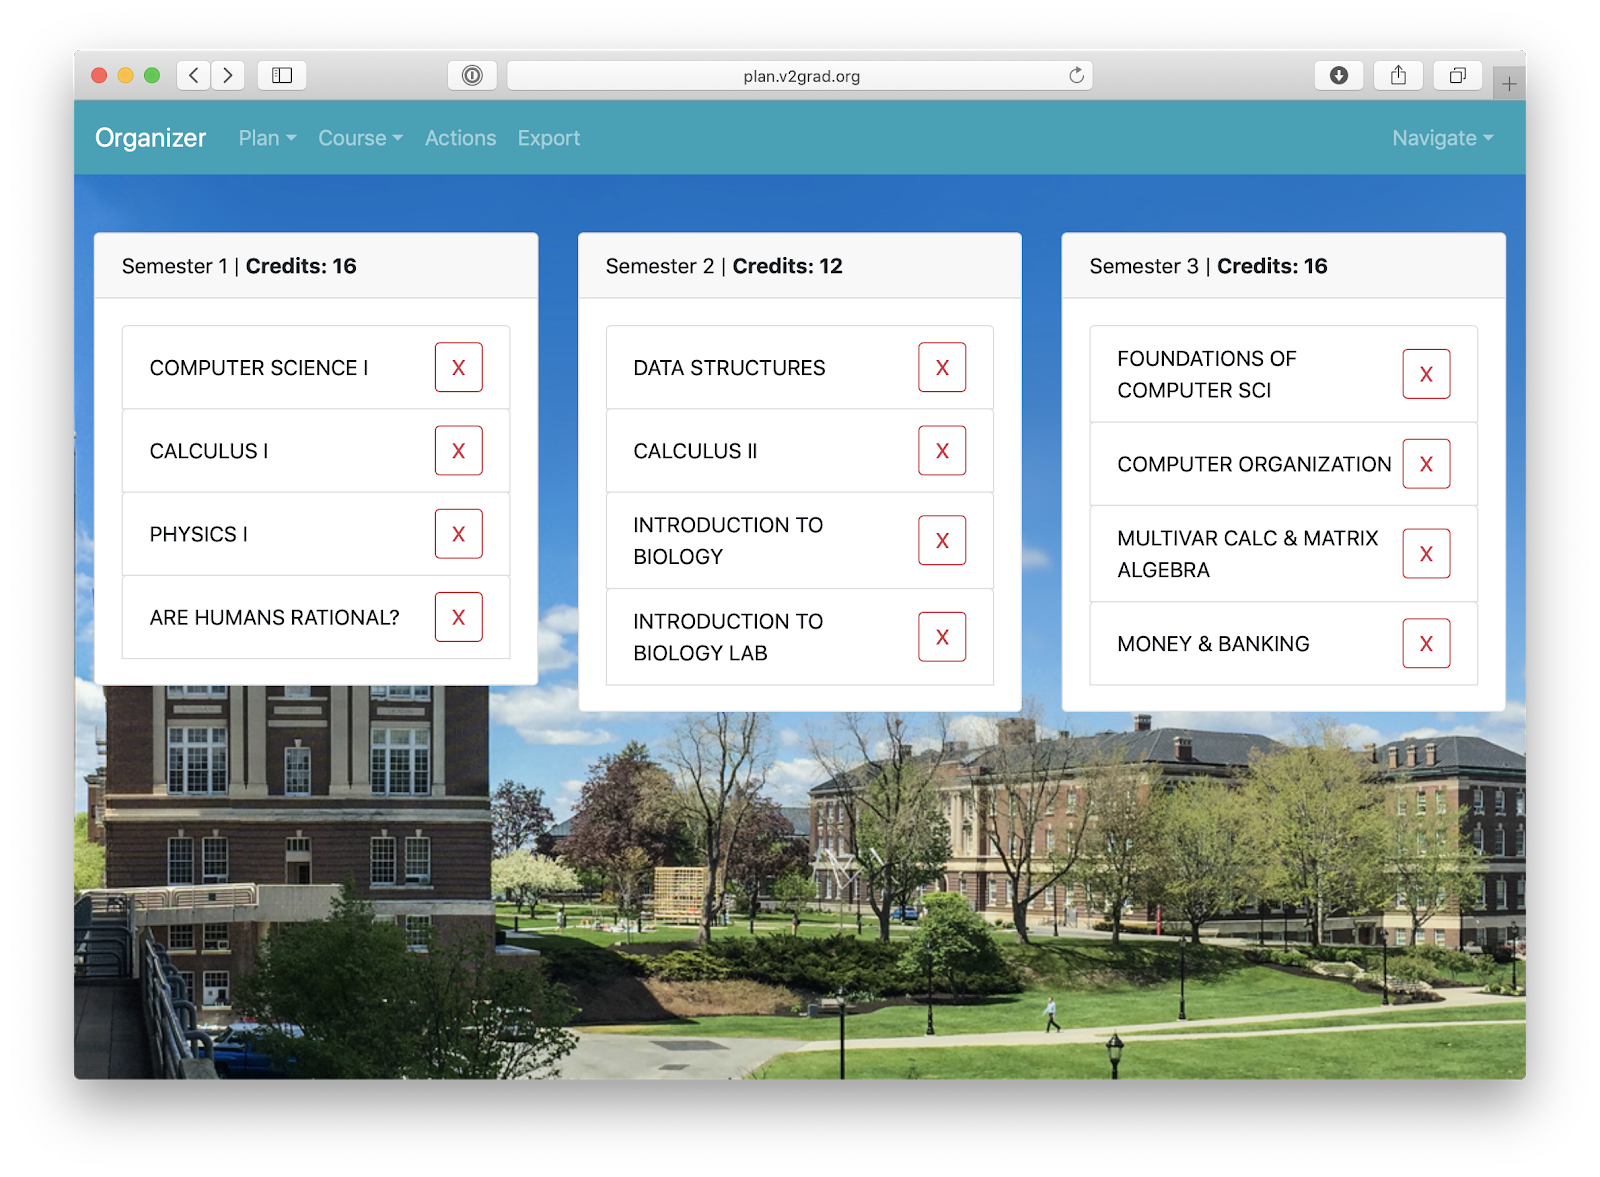 plan.v2grad.org
Organizer Plan Course Actions Export Navigate
Semester 1 | Credits: 16
COMPUTER SCIENCE I X
CALCULUS I X
PHYSICS I X
ARE HUMANS RATIONAL? X
Semester 2 | Credits: 12
DATA STRUCTURES X
CALCULUS II X
INTRODUCTION TO
BIOLOGY X
INTRODUCTION TO
BIOLOGY LAB X
Semester 3 | Credits: 16
FOUNDATIONS OF
COMPUTER SCI X
COMPUTER ORGANIZATION X
MULTIVAR CALC & MATRIX
ALGEBRA X
MONEY & BANKING X